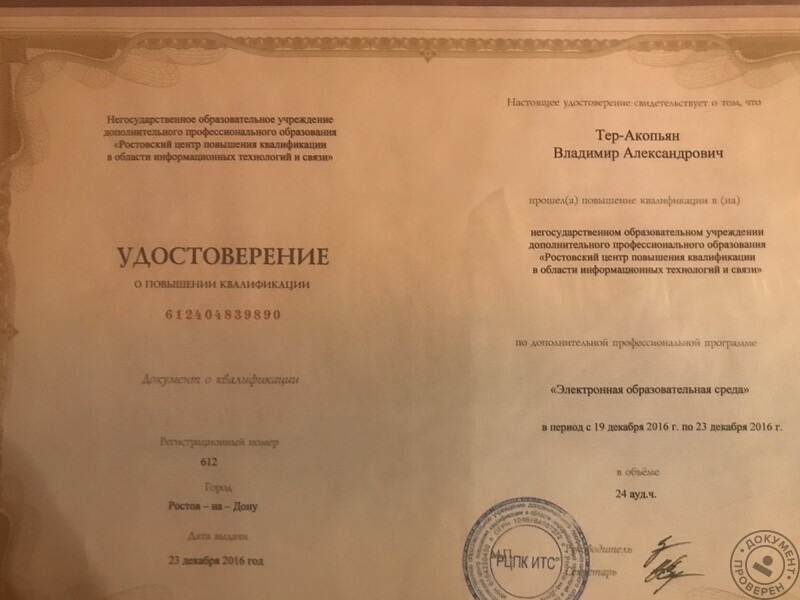 Негосударственное образовательное учреждение
дополнительного профессионального образования
«Ростовский центр повышения квалификации
в области информационных технологий и связи»
УДОСТОВЕРЕНИЕ
О ПОВЫШЕНИИ КВАЛИФИКАЦИИ
612404839890
Документ о квалификации
Регистрационный номер
612
Город
Ростов – на – Дону
Дата выдачи
23 декабря 2016 год
Настоящее удостоверение свидетельствует о том, что
Тер-Акопьян
Владимир Александрович
прошел(а) повышение квалификации в (на)
негосударственном образовательном учреждении
дополнительного профессионального образования
«Ростовский центр повышения квалификации
в области информационных технологий и связи»
по дополнительной профессиональной программе
«Электронная образовательная среда»
в период с 19 декабря 2016 г. по 23 декабря 2016 г.
в объёме
24 ауд.ч.
Руководитель
Секретарь
М.П.
"РЦПК ИТС"
ДОКУМЕНТ
ПРОВЕРЕН